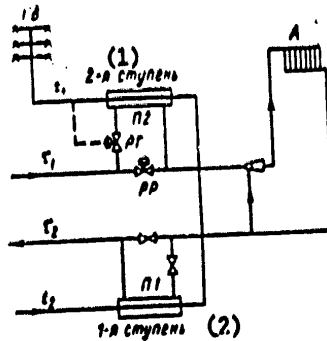 ГВ
А
(1)
2-я ступень
t₁
П2
РТ
τ₁
РР
τ₂
П1
t₂
1-я ступень (2)